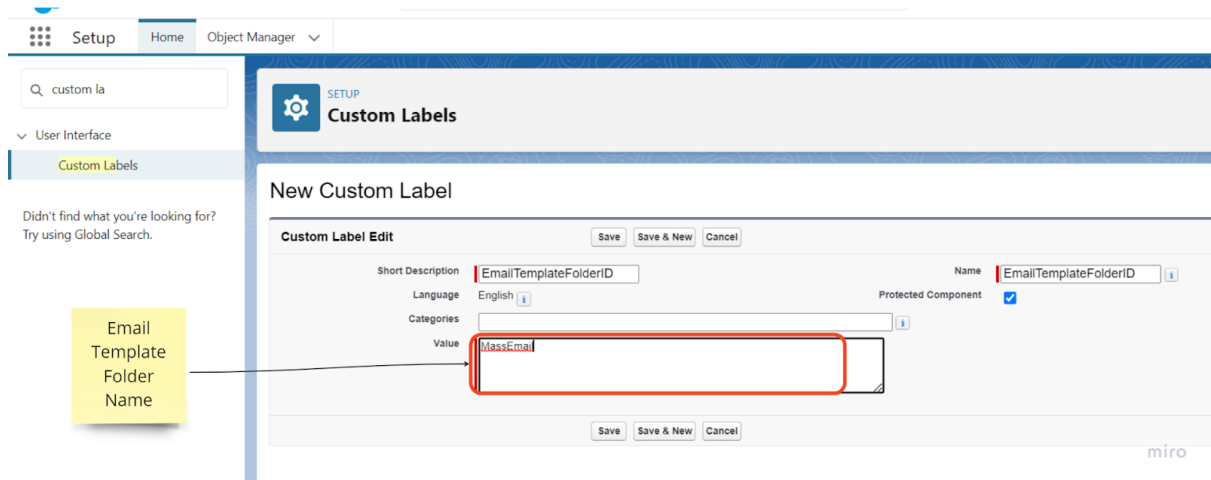 Setup
Home
Object Manager
custom la
User Interface
Custom Labels
Didn't find what you're looking for?
Try using Global Search.
SETUP
Custom Labels
New Custom Label
Custom Label Edit
Save Save & New Cancel
Short Description EmailTemplateFolderID Name EmailTemplateFolderID i
Language English i Protected Component
Categories i
Value MassEmail
Save Save & New Cancel
Email
Template
Folder
Name
miro